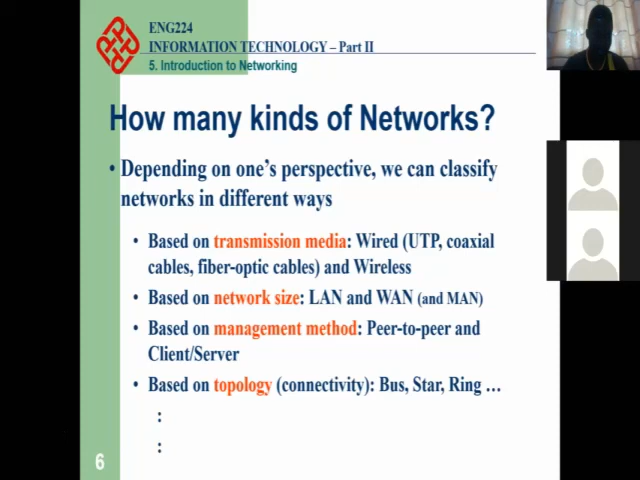 ENG224
INFORMATION TECHNOLOGY – Part II
5. Introduction to Networking
How many kinds of Networks?
• Depending on one's perspective, we can classify
networks in different ways
• Based on transmission media: Wired (UTP, coaxial
cables, fiber-optic cables) and Wireless
• Based on network size: LAN and WAN (and MAN)
• Based on management method: Peer-to-peer and
Client/Server
• Based on topology (connectivity): Bus, Star, Ring …
:
:
6